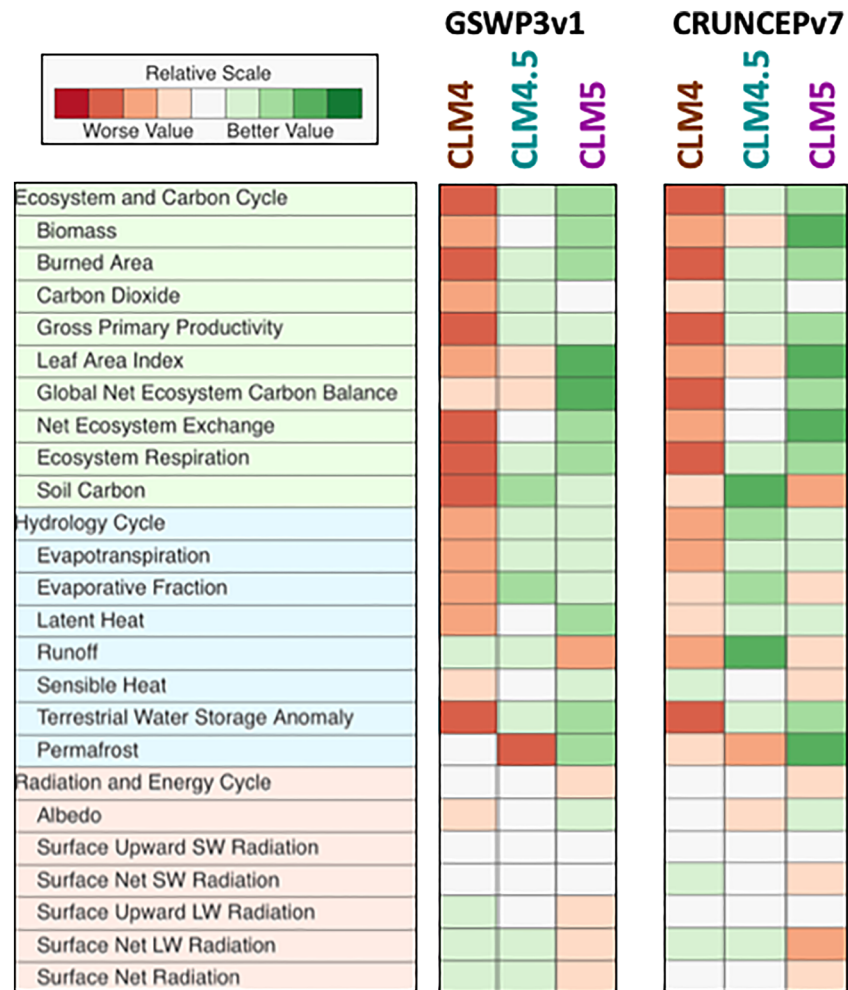 GSWP3v1 CRUNCEPv7
Relative Scale
Worse Value Better Value
CLM4 CLM4.5 CLM5 CLM4 CLM4.5 CLM5
Ecosystem and Carbon Cycle
Biomass
Burned Area
Carbon Dioxide
Gross Primary Productivity
Leaf Area Index
Global Net Ecosystem Carbon Balance
Net Ecosystem Exchange
Ecosystem Respiration
Soil Carbon
Hydrology Cycle
Evapotranspiration
Evaporative Fraction
Latent Heat
Runoff
Sensible Heat
Terrestrial Water Storage Anomaly
Permafrost
Radiation and Energy Cycle
Albedo
Surface Upward SW Radiation
Surface Net SW Radiation
Surface Upward LW Radiation
Surface Net LW Radiation
Surface Net Radiation